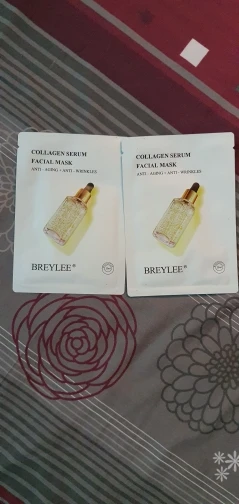 COLLAGEN SERUM
FACIAL MASK
ANTI - AGING + ANTI - WRINKLES
BREYLEE®
COLLAGEN SERUM
FACIAL MASK
ANTI - AGING + ANTI - WRINKLES
BREYLEE®